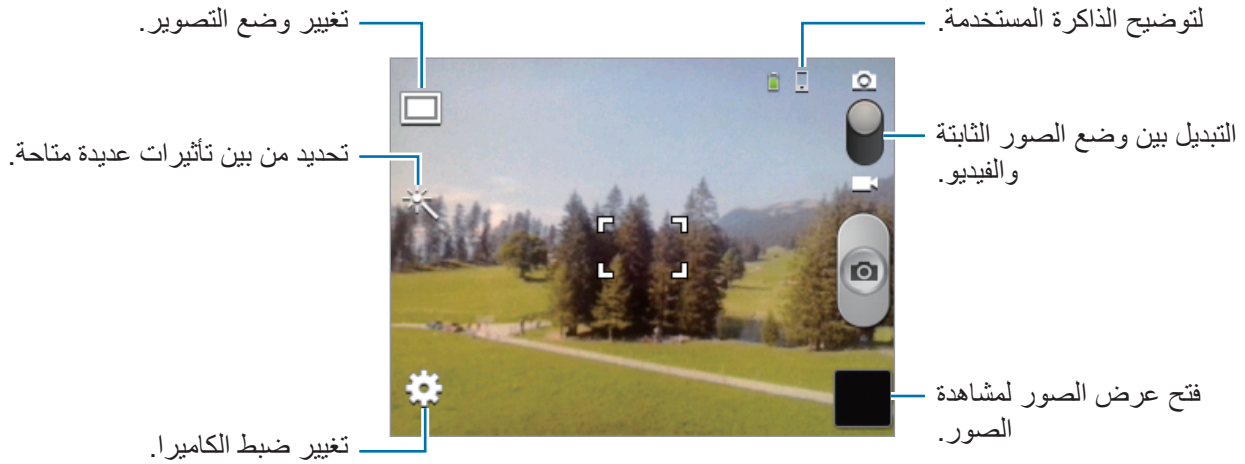 لتوضيح الذاكرة المستخدمة.
تغيير وضع التصوير.
التبديل بين وضع الصور الثابتة
والفيديو.
تحديد من بين تأثيرات عديدة متاحة.
فتح عرض الصور لمشاهدة
الصور.
تغيير ضبط الكاميرا.